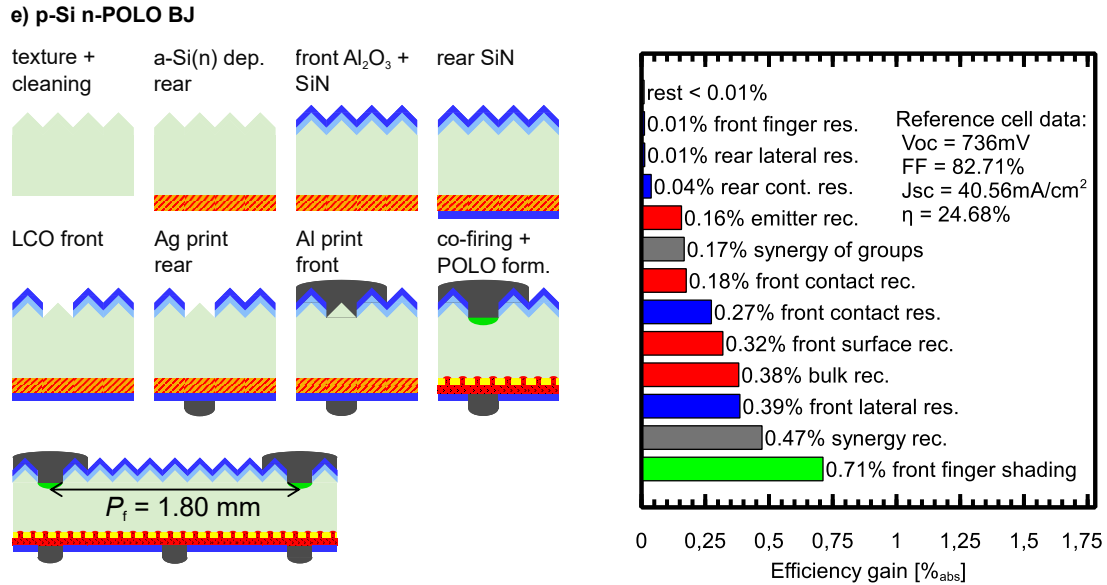 e) p-Si n-POLO BJ
texture +
cleaning
a-Si(n) dep.
rear
front Al₂O₃ +
SiN
rear SiN
LCO front
Ag print
rear
Al print
front
co-firing +
POLO form.
P_f = 1.80 mm
rest < 0.01%
0.01% front finger res.
0.01% rear lateral res.
0.04% rear cont. res.
0.16% emitter rec.
0.17% synergy of groups
0.18% front contact rec.
0.27% front contact res.
0.32% front surface rec.
0.38% bulk rec.
0.39% front lateral res.
0.47% synergy rec.
0.71% front finger shading
Reference cell data:
Voc = 736mV
FF = 82.71%
Jsc = 40.56mA/cm²
η = 24.68%
0 0,25 0,5 0,75 1 1,25 1,5 1,75
Efficiency gain [%abs]